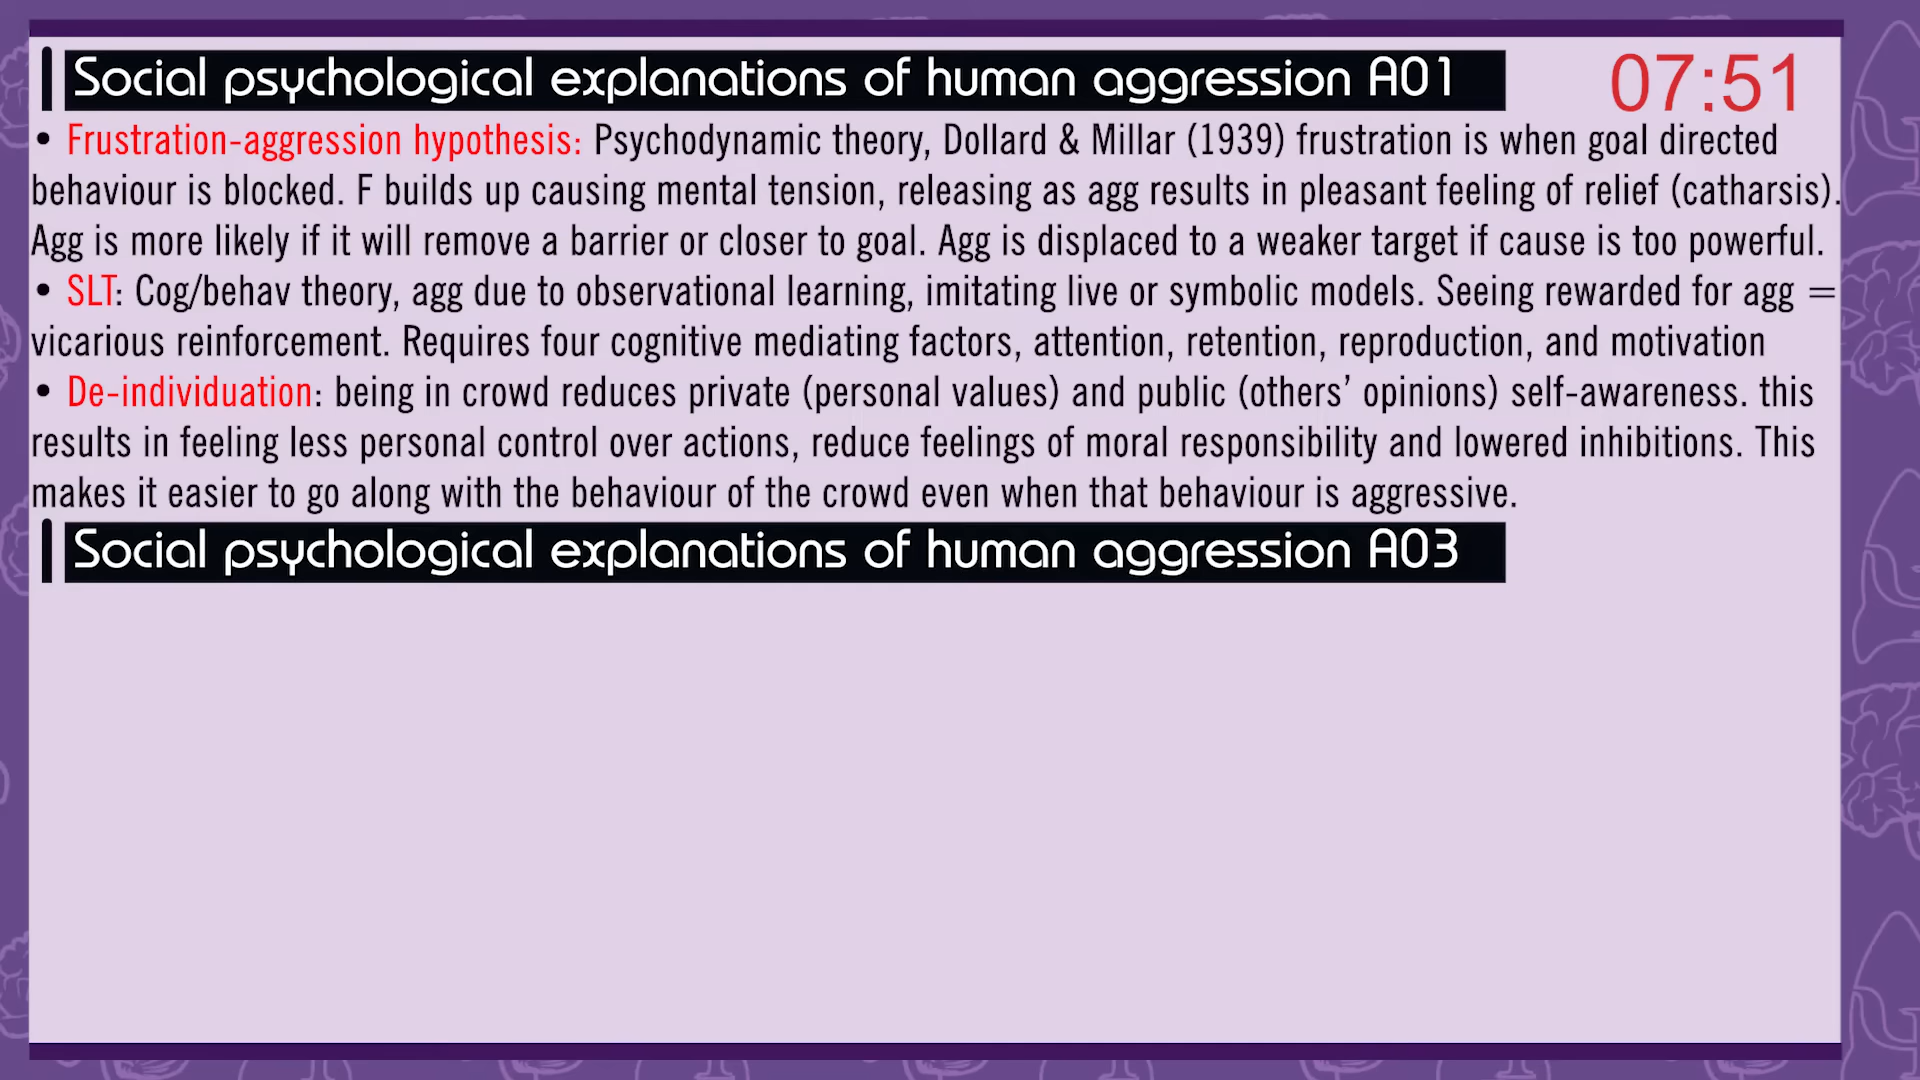 Social psychological explanations of human aggression A01
07:51
• Frustration-aggression hypothesis: Psychodynamic theory, Dollard & Millar (1939) frustration is when goal directed
behaviour is blocked. F builds up causing mental tension, releasing as agg results in pleasant feeling of relief (catharsis).
Agg is more likely if it will remove a barrier or closer to goal. Agg is displaced to a weaker target if cause is too powerful.
• SLT: Cog/behav theory, agg due to observational learning, imitating live or symbolic models. Seeing rewarded for agg =
vicarious reinforcement. Requires four cognitive mediating factors, attention, retention, reproduction, and motivation
• De-individuation: being in crowd reduces private (personal values) and public (others’ opinions) self-awareness. this
results in feeling less personal control over actions, reduce feelings of moral responsibility and lowered inhibitions. This
makes it easier to go along with the behaviour of the crowd even when that behaviour is aggressive.
Social psychological explanations of human aggression A03